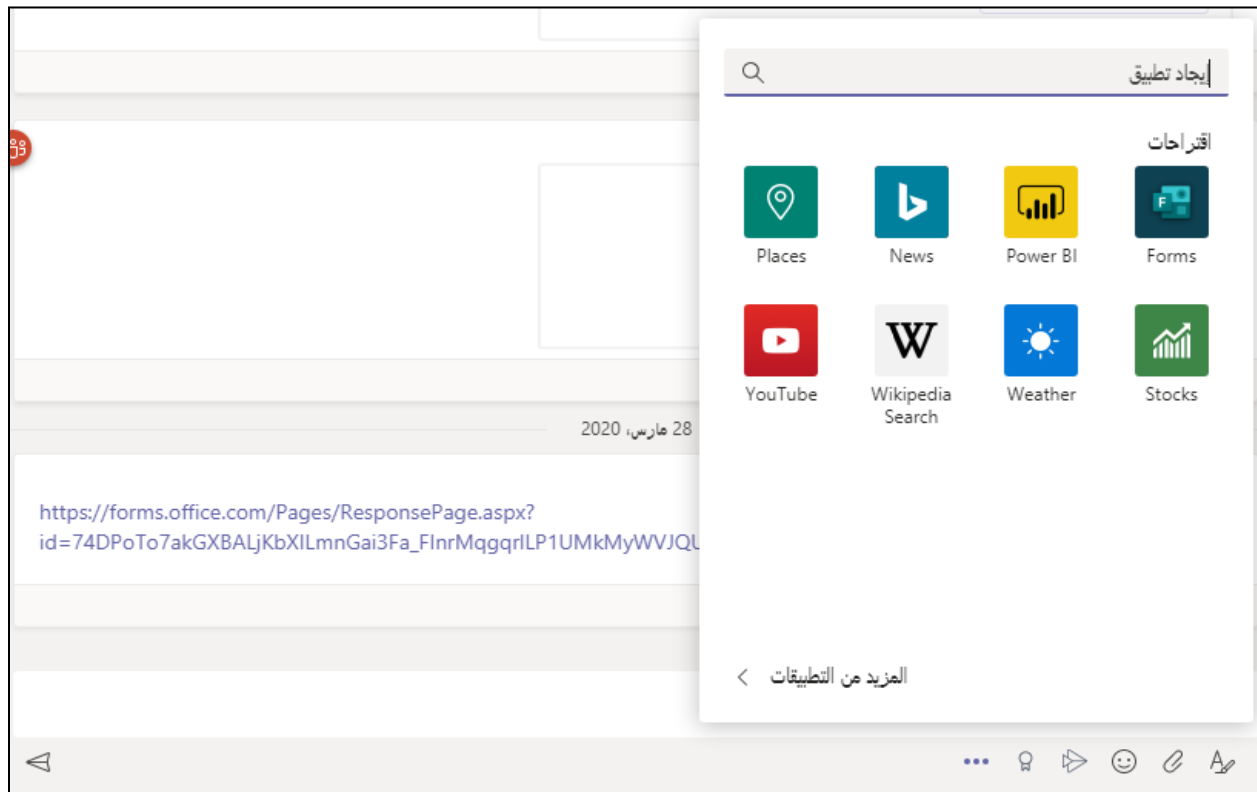 إيجاد تطبيق
اقتراحات
Forms
Power BI
News
Places
Stocks
Weather
Wikipedia
Search
YouTube
28 مارس، 2020
https://forms.office.com/Pages/ResponsePage.aspx?
id=74DPoTo7akGXBALjKbXILmnGai3Fa_FInrMqgqrILP1UMkMyWVJQU
المزيد من التطبيقات